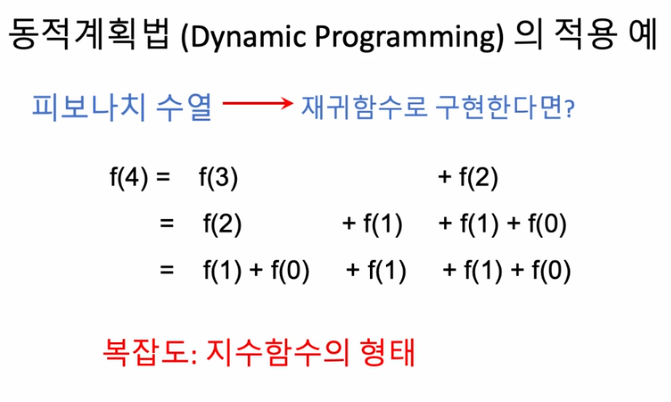 동적계획법 (Dynamic Programming) 의 적용 예
피보나치 수열 → 재귀함수로 구현한다면?
f(4) = f(3) + f(2)
= f(2) + f(1) + f(1) + f(0)
= f(1) + f(0) + f(1) + f(1) + f(0)
복잡도: 지수함수의 형태